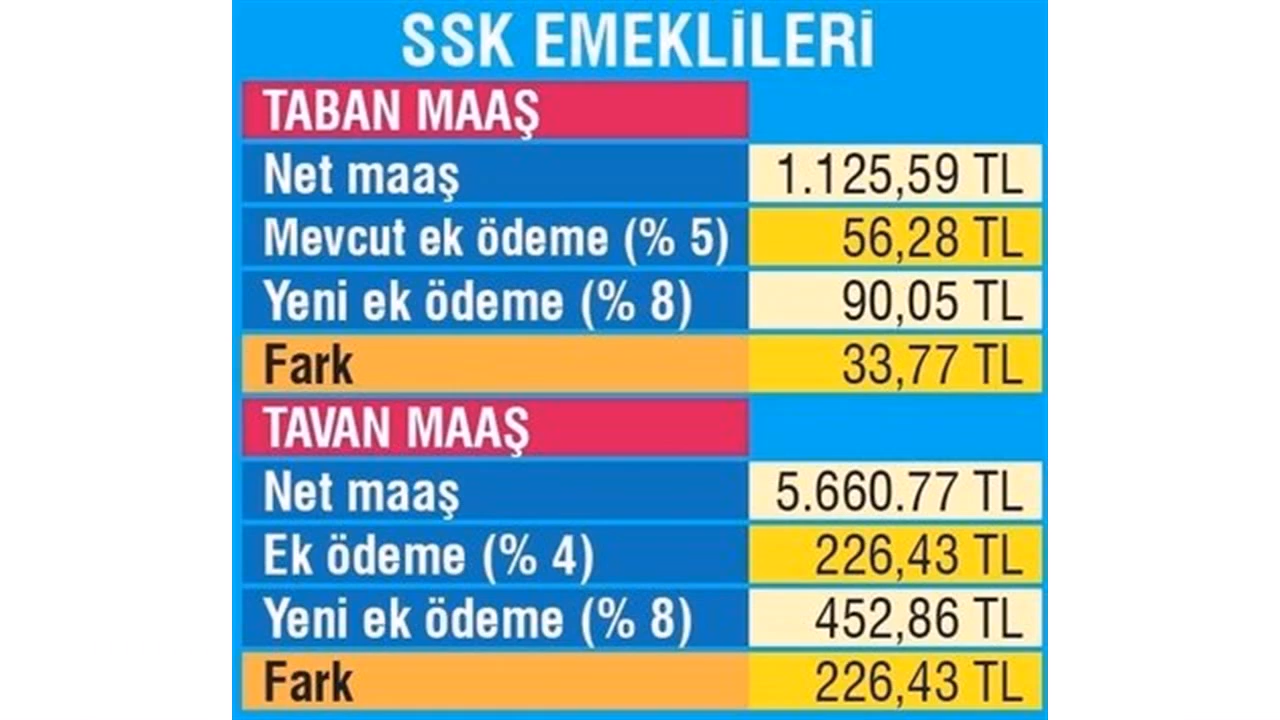 SSK EMEKLİLERİ
TABAN MAAŞ
Net maaş 1.125,59 TL
Mevcut ek ödeme (% 5) 56,28 TL
Yeni ek ödeme (% 8) 90,05 TL
Fark 33,77 TL
TAVAN MAAŞ
Net maaş 5.660.77 TL
Ek ödeme (% 4) 226,43 TL
Yeni ek ödeme (% 8) 452,86 TL
Fark 226,43 TL